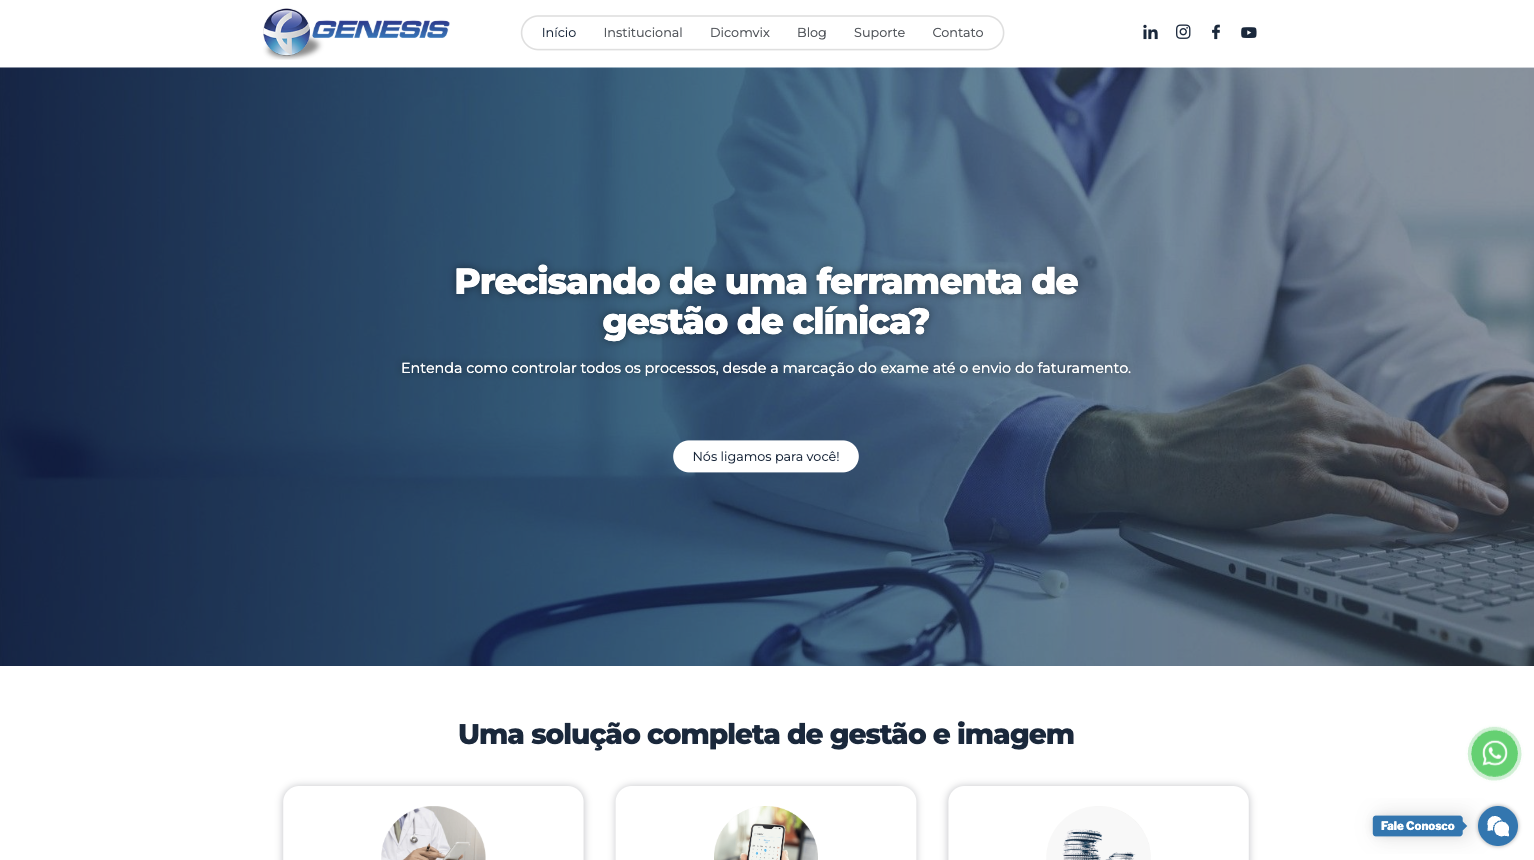 GENESIS
Início Institucional Dicomvix Blog Suporte Contato
Precisando de uma ferramenta de
gestão de clínica?
Entenda como controlar todos os processos, desde a marcação do exame até o envio do faturamento.
Nós ligamos para você!
Uma solução completa de gestão e imagem
Fale Conosco